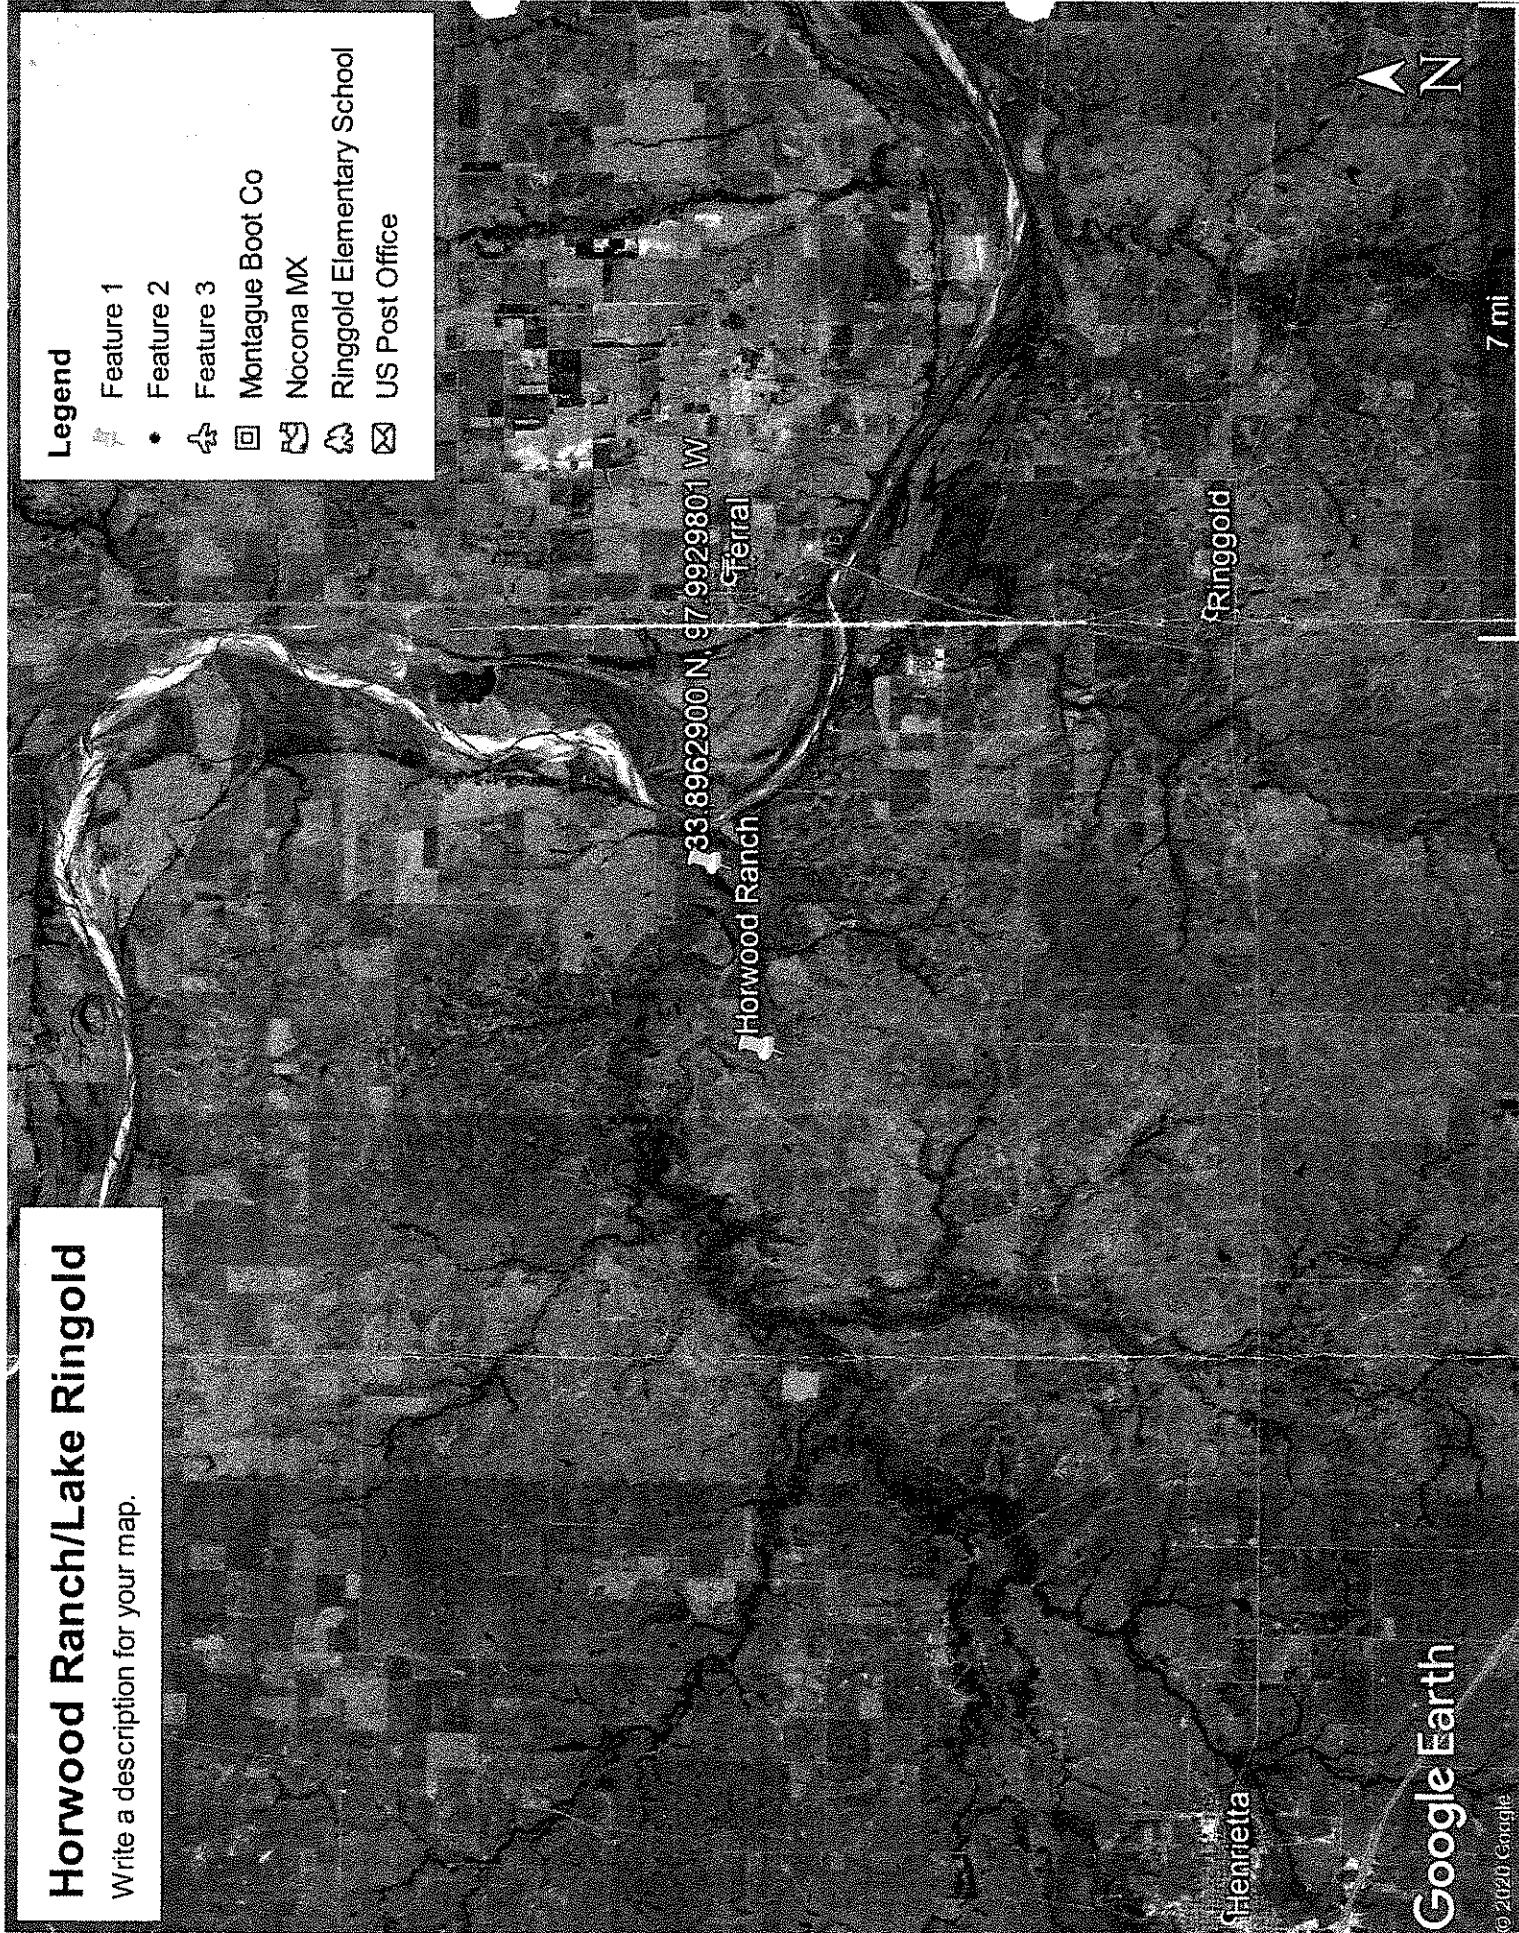 Horwood Ranch/Lake Ringold
Write a description for your map.
Legend
Feature 1
Feature 2
Feature 3
Montague Boot Co
Nocona MX
Ringgold Elementary School
US Post Office
33.8962900 N, 97.9929801 W
Terral
Horwood Ranch
Ringgold
Henrietta
Google Earth
© 2020 Google
7 mi
N